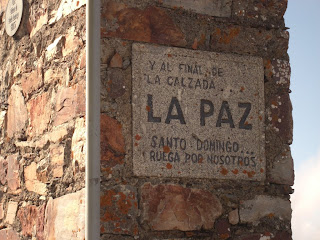 Y AL FINAL DE
LA CALZADA...
LA PAZ
SANTO DOMINGO...
RUEGA POR NOSOTROS